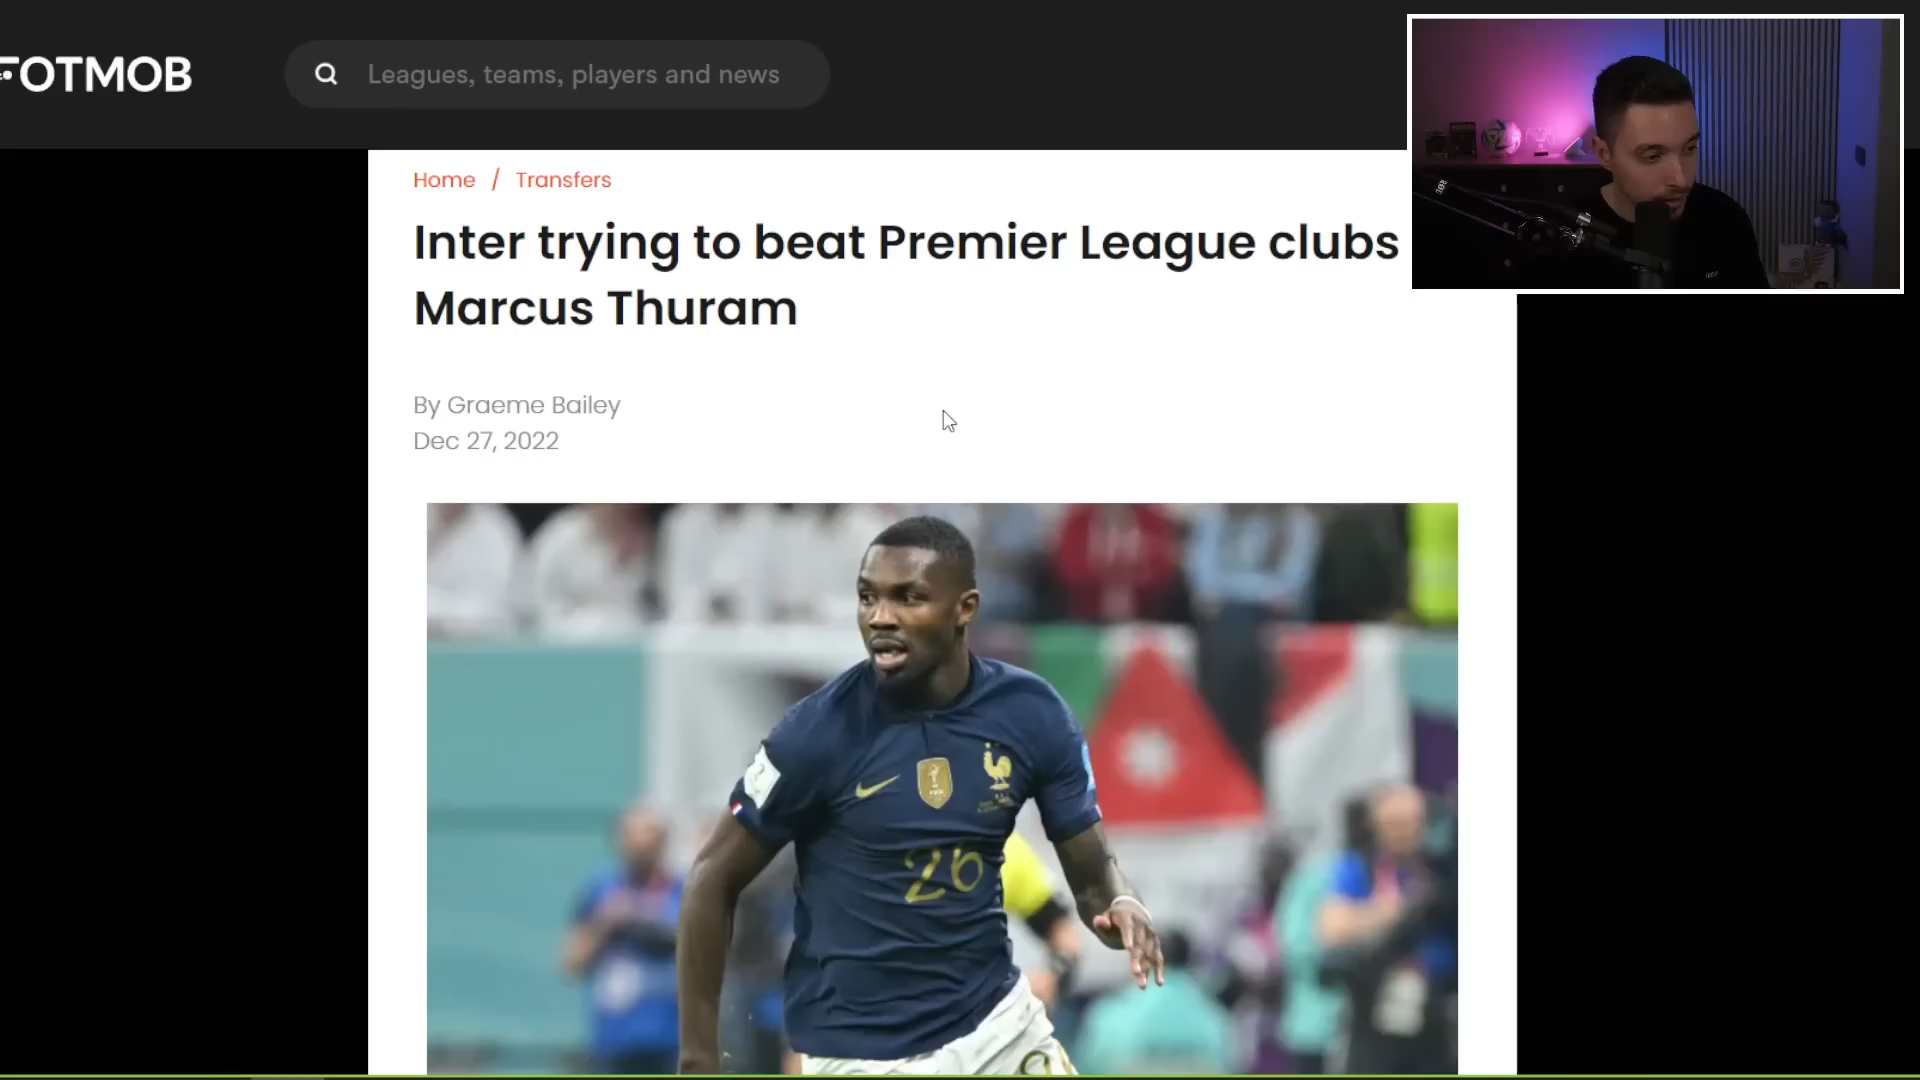 FOTMOB
Leagues, teams, players and news
Home / Transfers
Inter trying to beat Premier League clubs
Marcus Thuram
By Graeme Bailey
Dec 27, 2022
26